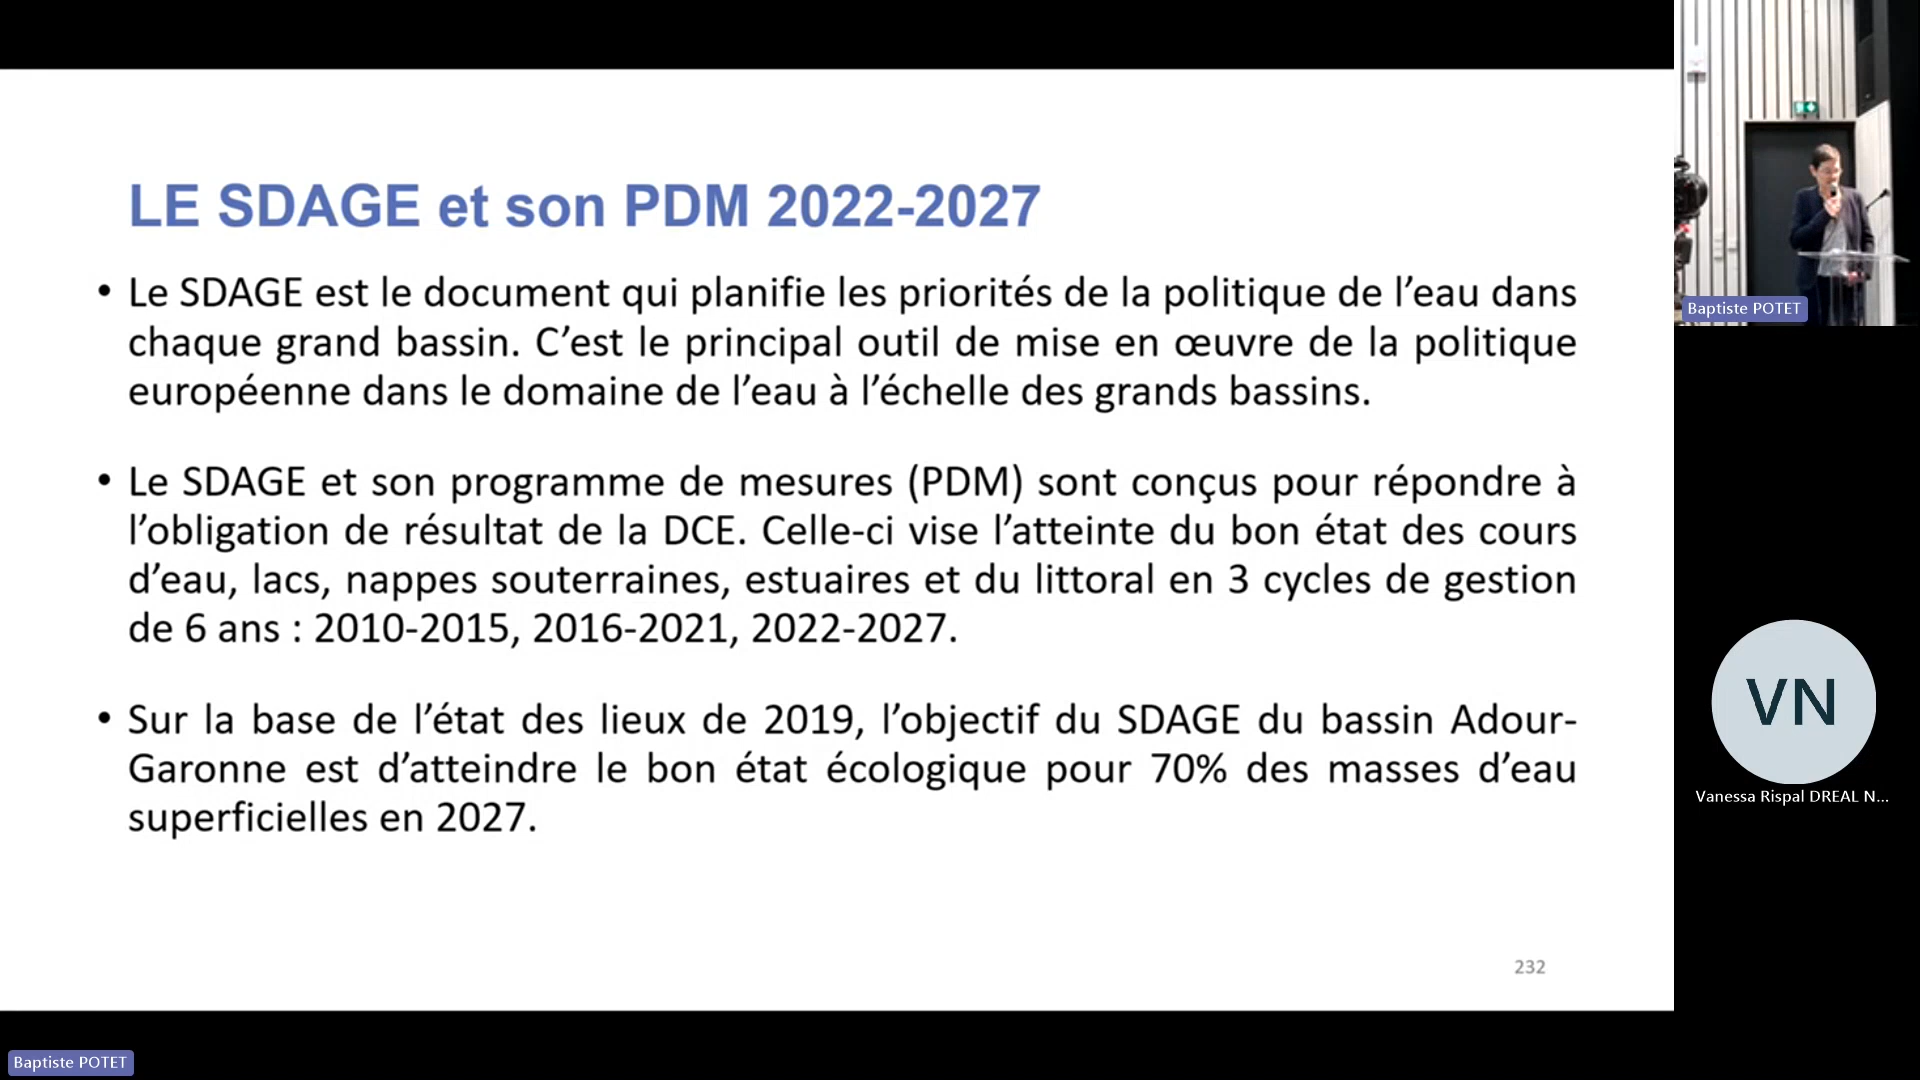 LE SDAGE et son PDM 2022-2027
• Le SDAGE est le document qui planifie les priorités de la politique de l’eau dans
chaque grand bassin. C’est le principal outil de mise en œuvre de la politique
européenne dans le domaine de l’eau à l’échelle des grands bassins.
• Le SDAGE et son programme de mesures (PDM) sont conçus pour répondre à
l’obligation de résultat de la DCE. Celle-ci vise l’atteinte du bon état des cours
d’eau, lacs, nappes souterraines, estuaires et du littoral en 3 cycles de gestion
de 6 ans : 2010-2015, 2016-2021, 2022-2027.
• Sur la base de l’état des lieux de 2019, l’objectif du SDAGE du bassin Adour-
Garonne est d’atteindre le bon état écologique pour 70% des masses d’eau
superficielles en 2027.
232
Baptiste POTET
Baptiste POTET
VN
Vanessa Rispal DREAL N...